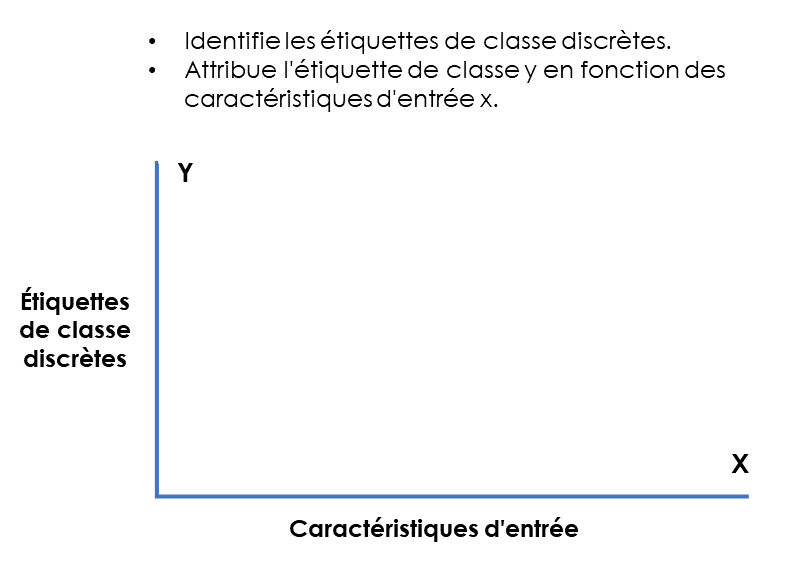 • Identifie les étiquettes de classe discrètes.
• Attribue l'étiquette de classe y en fonction des
caractéristiques d'entrée x.
Y
Étiquettes
de classe
discrètes
X
Caractéristiques d'entrée